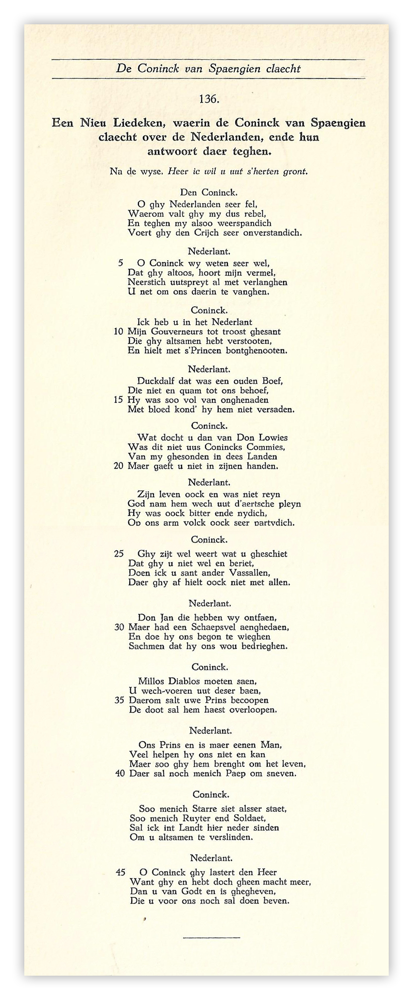 De Coninck van Spaengien claecht
136.
Een Nieu Liedeken, waerin de Coninck van Spaengien
claecht over de Nederlanden, ende hun
antwoort daer teghen.
Na de wyse. Heer ic wil u uut s'herten gront.
Den Coninck.
O ghy Nederlanden seer fel,
Waerom valt ghy my dus rebel,
En teghen my alsoo weerspandich
Voert ghy den Crijch seer onverstandich.
Nederlant.
5 O Coninck wy weten seer wel,
Dat ghy altoos, hoort mijn vermel,
Neerstich uutspreyt al met verlanghen
U net om ons daerin te vanghen.
Coninck.
Ick heb u in het Nederlant
10 Mijn Gouverneurs tot troost ghesant
Die ghy altsamen hebt verstooten,
En hielt met s'Princen bontghenooten.
Nederlant.
Duckdalf dat was een ouden Boef,
Die niet en quam tot ons behoef,
15 Hy was soo vol van onghenaden
Met bloed kond' hy hem niet versaden.
Coninck.
Wat docht u dan van Don Lowies
Was dit niet uus Conincks Commies,
Van my ghesonden in dees Landen
20 Maer gaeft u niet in zijnen handen.
Nederlant.
Zijn leven oock en was niet reyn
God nam hem wech uut d'aertsche pleyn
Hy was oock bitter ende nydich,
Op ons arm volck oock seer partydich.
Coninck.
25 Ghy zijt wel weert wat u gheschiet
Dat ghy u niet wel en beriet,
Doen ick u sant ander Vassallen,
Daer ghy af hielt oock niet met allen.
Nederlant.
Don Jan die hebben wy ontfaen,
30 Maer had een Schaepsvel aenghedaen,
En doe hy ons begon te wieghen
Sachmen dat hy ons wou bedrieghen.
Coninck.
Millos Diablos moeten saen,
U wech-voeren uut deser baen,
35 Daerom salt uwe Prins becoopen
De doot sal hem haest overloopen.
Nederlant.
Ons Prins en is maer eenen Man,
Veel helpen hy ons niet en kan
Maer soo ghy hem brenght om het leven,
40 Daer sal noch menich Paep om sneven.
Coninck.
Soo menich Starre siet alsser staet,
Soo menich Ruyter end Soldaet,
Sal ick int Landt hier neder sinden
Om u altsamen te verslinden.
Nederlant.
45 O Coninck ghy lastert den Heer
Want ghy en hebt doch gheen macht meer,
Dan u van Godt en is ghegheven,
Die u voor ons noch sal doen beven.